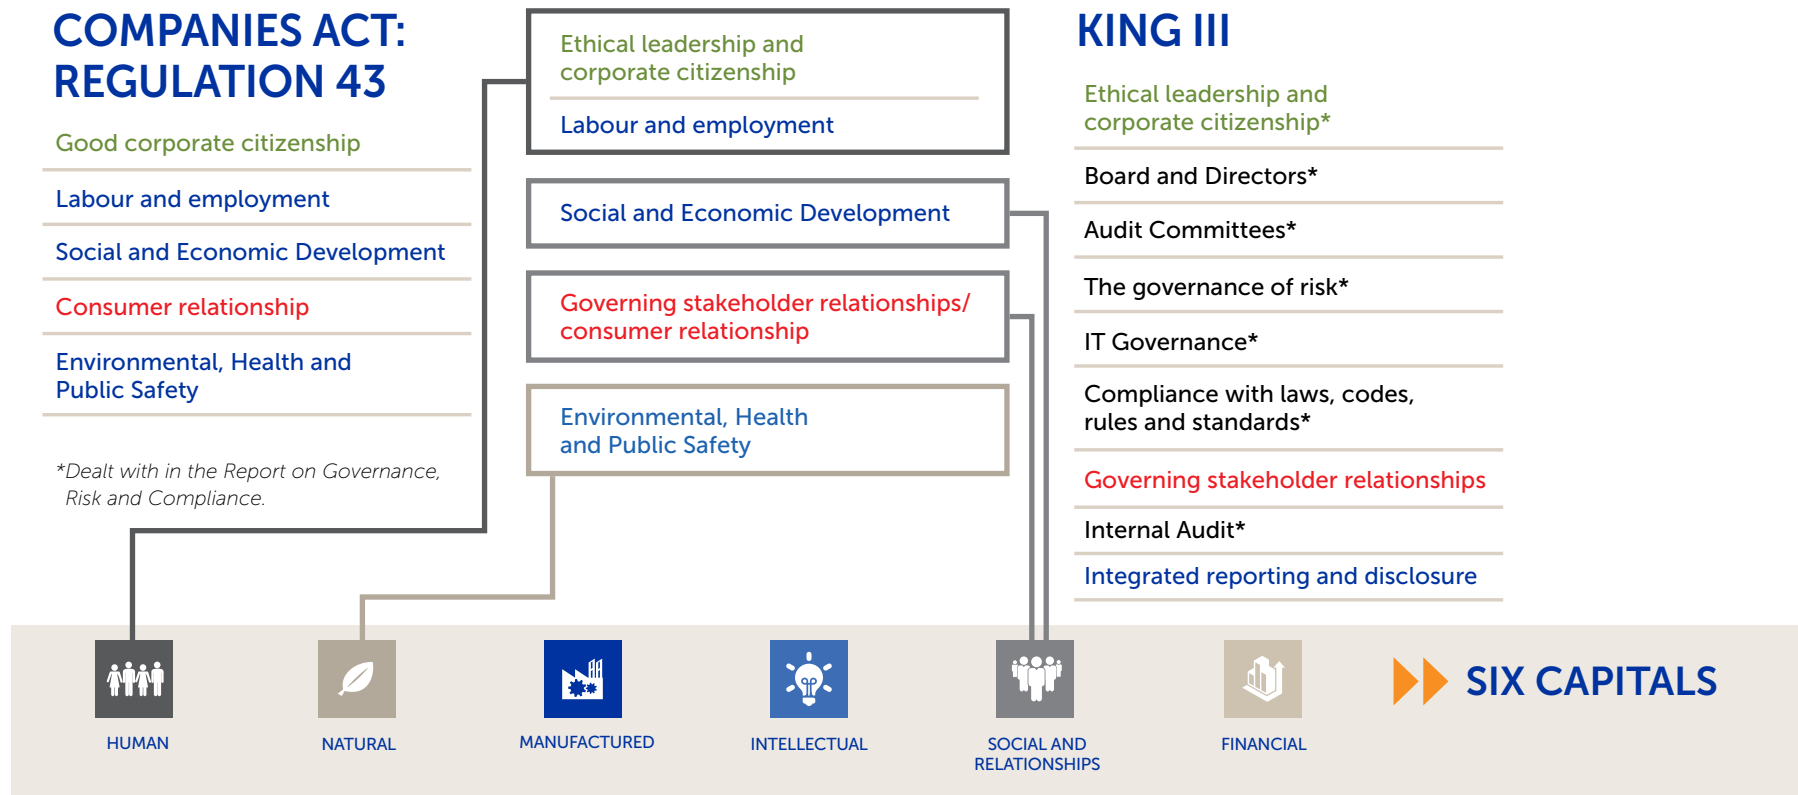 COMPANIES ACT:
REGULATION 43
Good corporate citizenship
Labour and employment
Social and Economic Development
Consumer relationship
Environmental, Health and
Public Safety
*Dealt with in the Report on Governance,
Risk and Compliance.
Ethical leadership and
corporate citizenship
Labour and employment
Social and Economic Development
Governing stakeholder relationships/
consumer relationship
Environmental, Health
and Public Safety
KING III
Ethical leadership and
corporate citizenship*
Board and Directors*
Audit Committees*
The governance of risk*
IT Governance*
Compliance with laws, codes,
rules and standards*
Governing stakeholder relationships
Internal Audit*
Integrated reporting and disclosure
HUMAN
NATURAL
MANUFACTURED
INTELLECTUAL
SOCIAL AND
RELATIONSHIPS
FINANCIAL
SIX CAPITALS